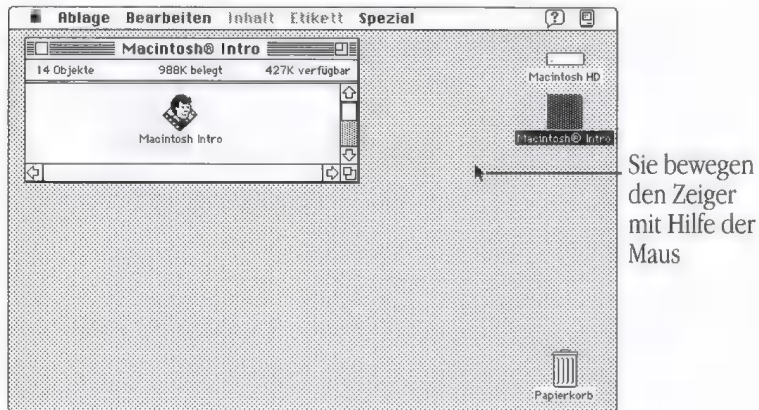 Ablage Bearbeiten Inhalt Etikett Spezial
Macintosh® Intro
14 Objekte 988K belegt 427K verfügbar
Macintosh Intro
Macintosh HD
Macintosh® Intro
Sie bewegen
den Zeiger
mit Hilfe der
Maus
Papierkorb